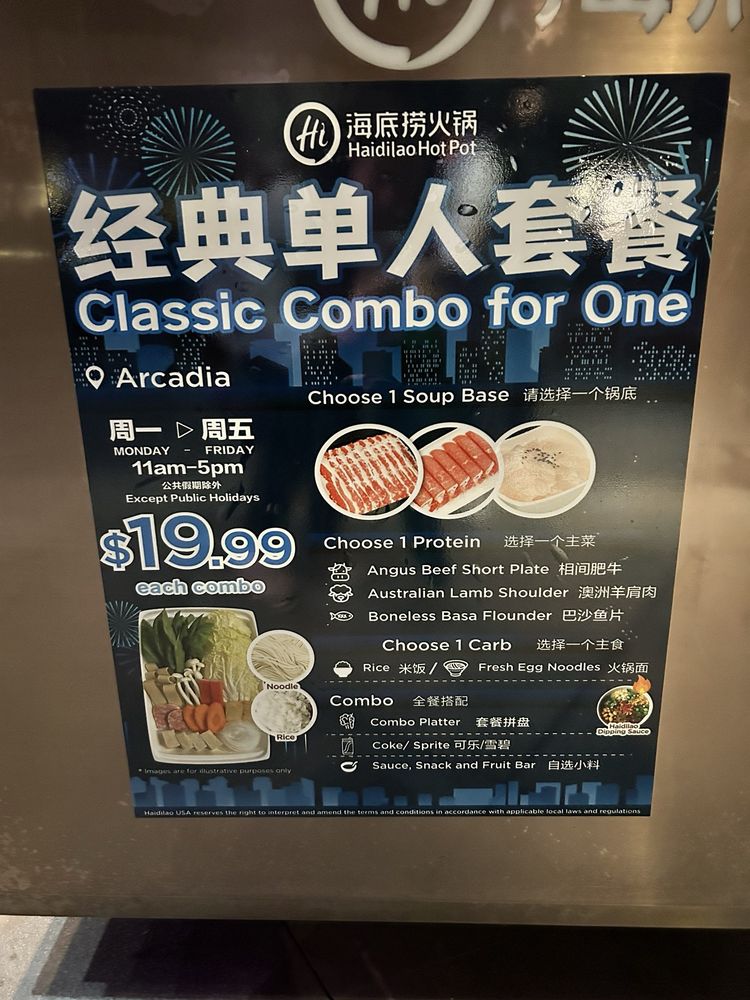 Hi 海底捞火锅
Haidilao Hot Pot
经典单人套餐
Classic Combo for One
Arcadia
周一 ▷ 周五
MONDAY - FRIDAY
11am-5pm
公共假期除外
Except Public Holidays
$19.99
each combo
Noodle
Rice
* Images are for illustrative purposes only
Choose 1 Soup Base 请选择一个锅底
Choose 1 Protein 选择一个主菜
Angus Beef Short Plate 相间肥牛
Australian Lamb Shoulder 澳洲羊肩肉
Boneless Basa Flounder 巴沙鱼片
Choose 1 Carb 选择一个主食
Rice 米饭 / Fresh Egg Noodles 火锅面
Combo 全餐搭配
Combo Platter 套餐拼盘
Coke/ Sprite 可乐/雪碧
Sauce, Snack and Fruit Bar 自选小料
Haidilao
Dipping Sauce
Haidilao USA reserves the right to interpret and amend the terms and conditions in accordance with applicable local laws and regulations